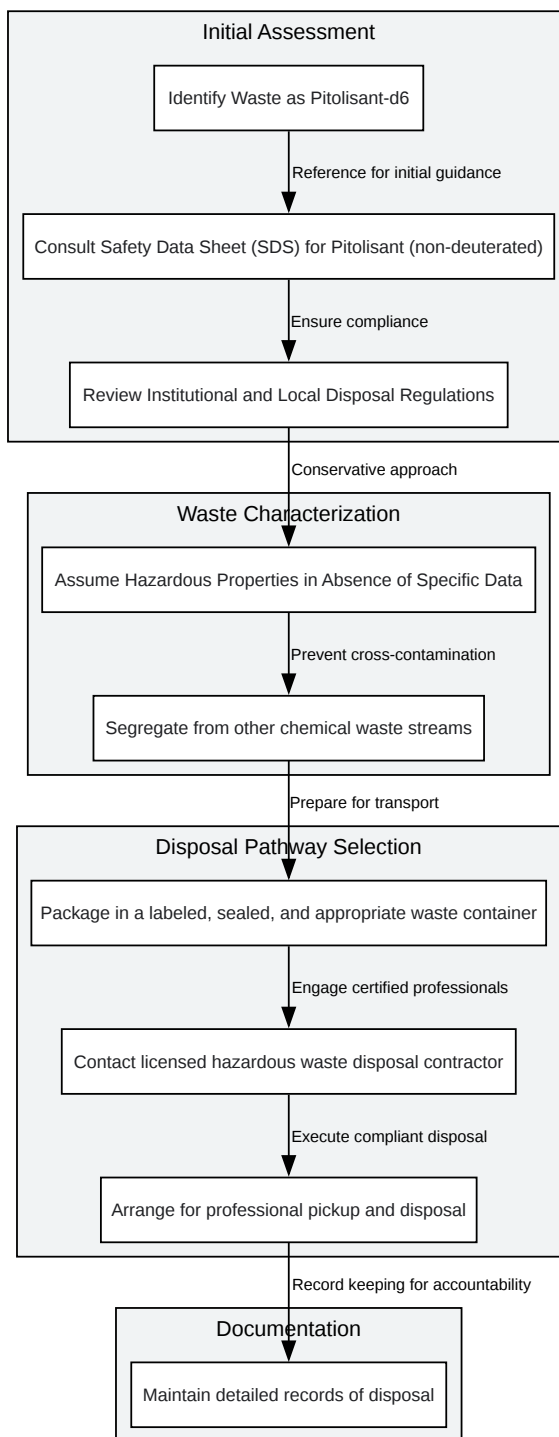 Initial Assessment
Identify Waste as Pitolisant-d6
Reference for initial guidance
Consult Safety Data Sheet (SDS) for Pitolisant (non-deuterated)
Ensure compliance
Review Institutional and Local Disposal Regulations
Conservative approach
Waste Characterization
Assume Hazardous Properties in Absence of Specific Data
Prevent cross-contamination
Segregate from other chemical waste streams
Prepare for transport
Disposal Pathway Selection
Package in a labeled, sealed, and appropriate waste container
Engage certified professionals
Contact licensed hazardous waste disposal contractor
Execute compliant disposal
Arrange for professional pickup and disposal
Record keeping for accountability
Documentation
Maintain detailed records of disposal